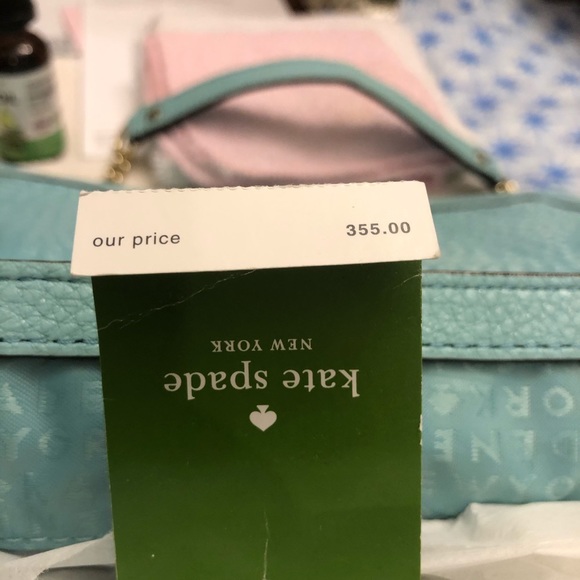 our price 355.00
kate spade
NEW YORK